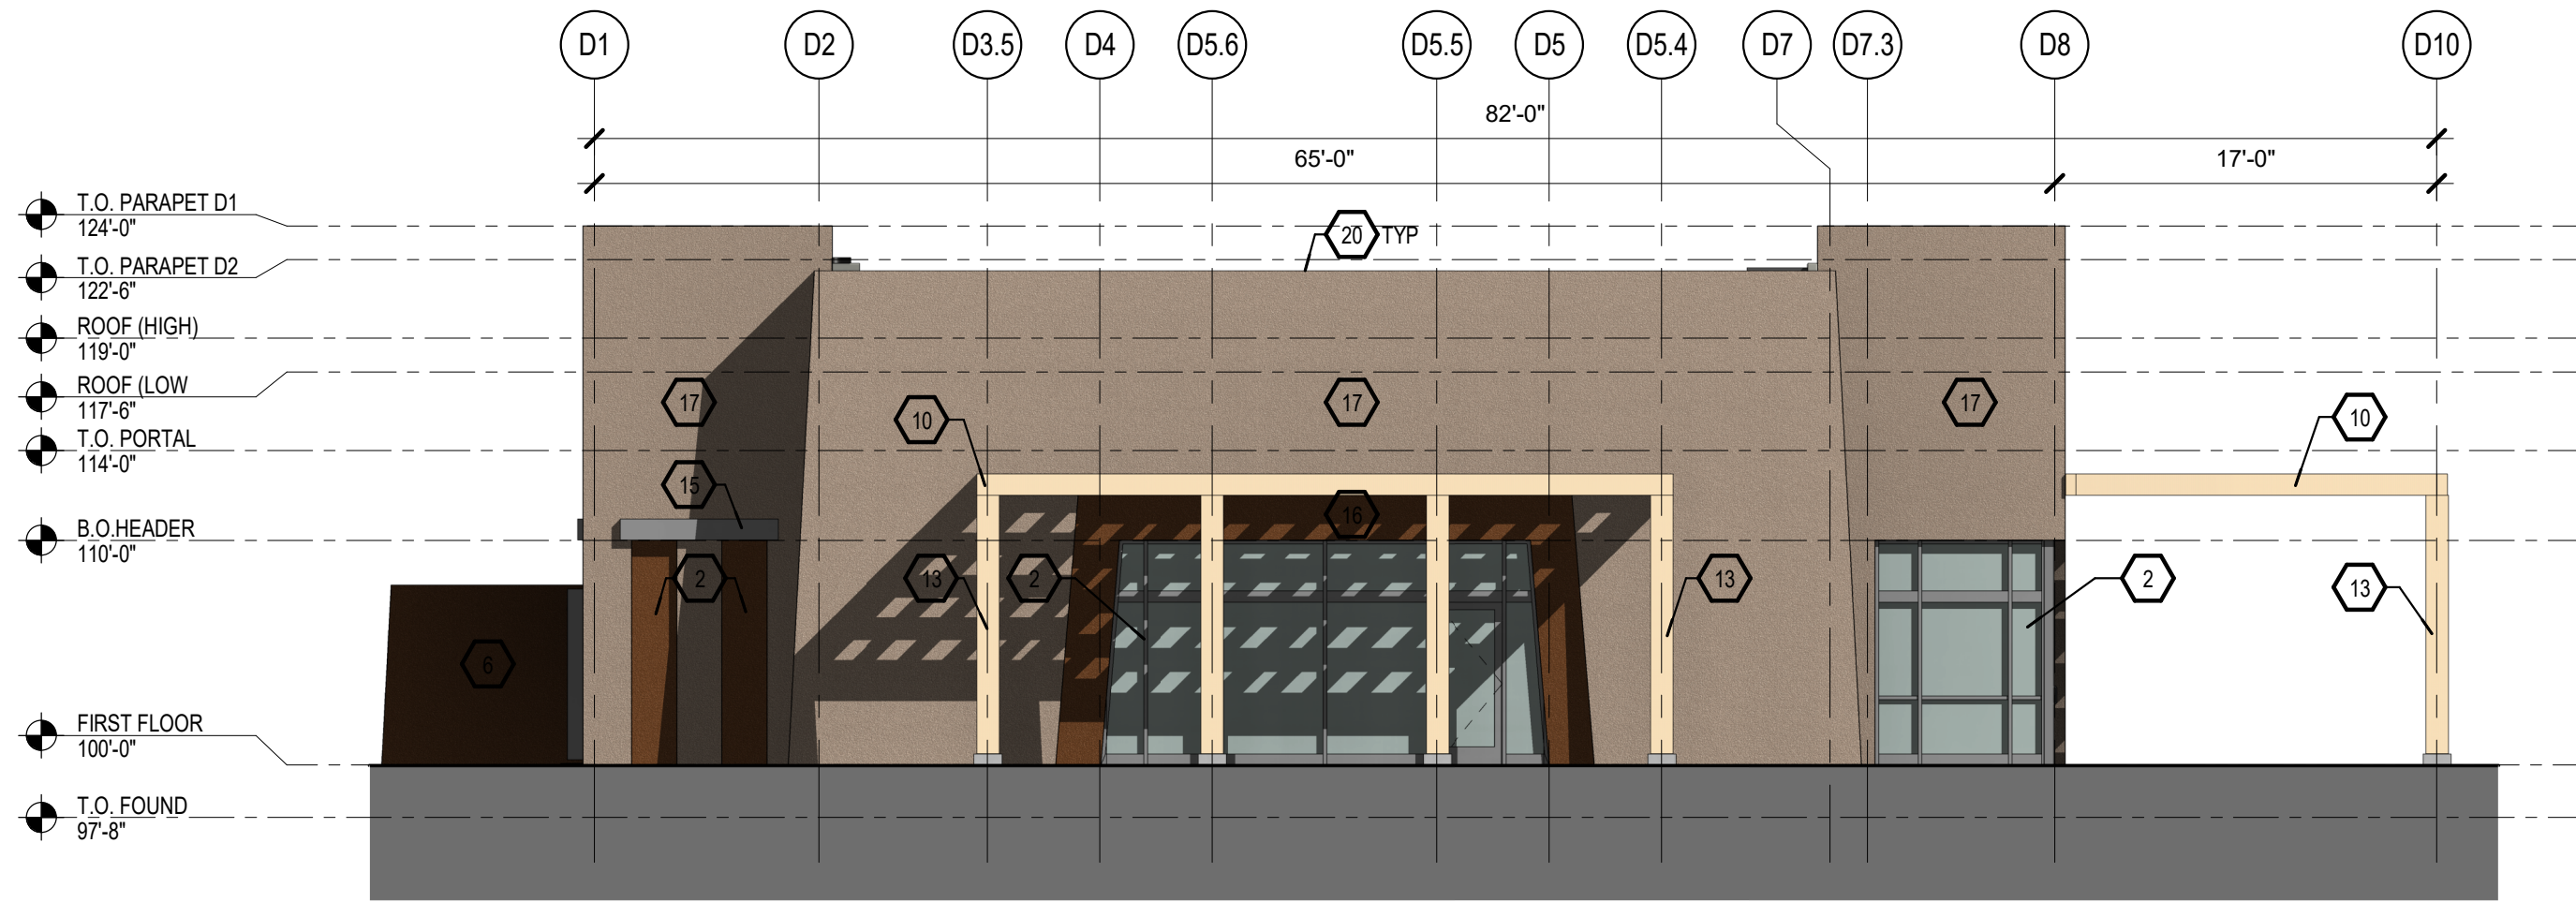 D1 D2 D3.5 D4 D5.6 D5.5 D5 D5.4 D7 D7.3 D8 D10
82'-0"
65'-0" 17'-0"
T.O. PARAPET D1
124'-0"
20 TYP
T.O. PARAPET D2
122'-6"
ROOF (HIGH)
119'-0"
ROOF (LOW
117'-6"
17 17 17
10 10
T.O. PORTAL
114'-0"
15
16
B.O.HEADER
110'-0"
2 13 2 13 2 13
6
FIRST FLOOR
100'-0"
T.O. FOUND
97'-8"